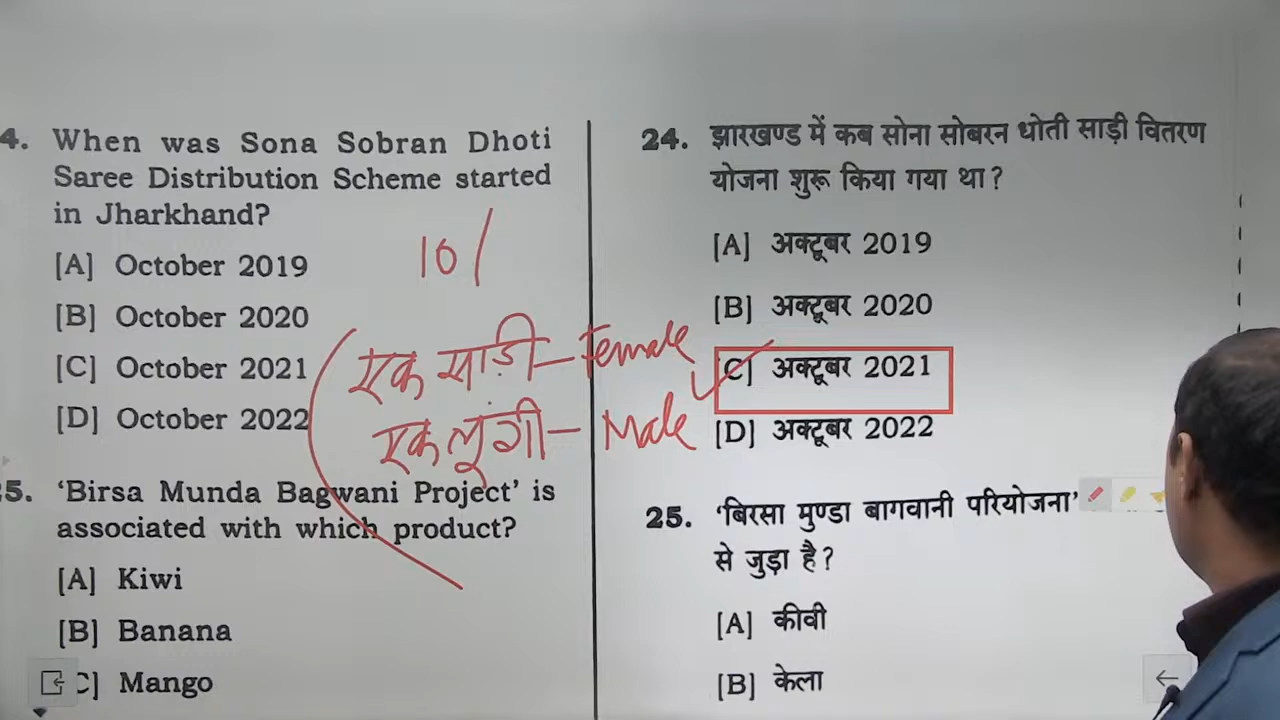 4. When was Sona Sobran Dhoti
Saree Distribution Scheme started
in Jharkhand?
[A] October 2019
[B] October 2020
[C] October 2021
[D] October 2022
10/
एक साड़ी – Female
एक लूंगी – Male
5. 'Birsa Munda Bagwani Project' is
associated with which product?
[A] Kiwi
[B] Banana
C] Mango
24. झारखण्ड में कब सोना सोबरन धोती साड़ी वितरण
योजना शुरू किया गया था?
[A] अक्टूबर 2019
[B] अक्टूबर 2020
[C] अक्टूबर 2021
[D] अक्टूबर 2022
25. 'बिरसा मुण्डा बागवानी परियोजना'
से जुड़ा है?
[A] कीवी
[B] केला